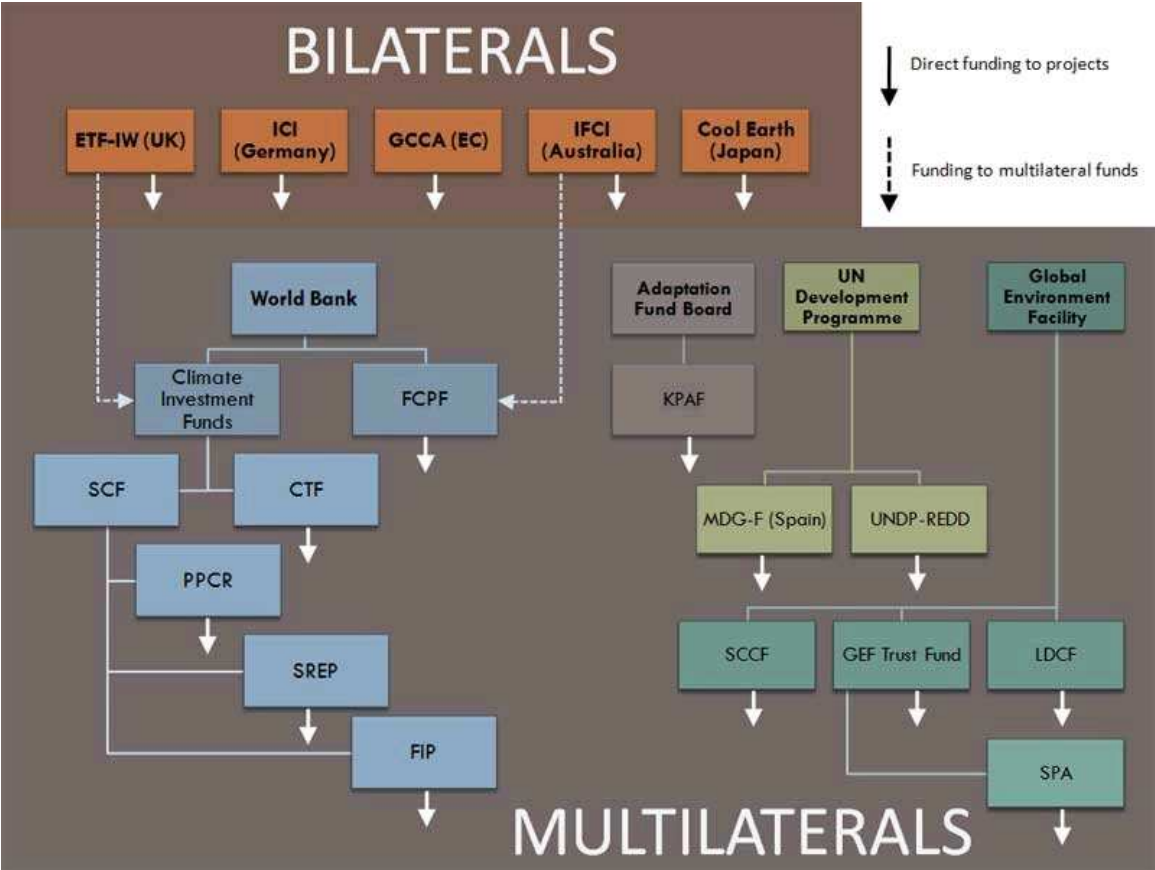 BILATERALS
Direct funding to projects
Funding to multilateral funds
ETF-IW (UK)
ICI
(Germany)
GCCA (EC)
IFCI
(Australia)
Cool Earth
(Japan)
World Bank
Adaptation
Fund Board
UN
Development
Programme
Global
Environment
Facility
Climate
Investment
Funds
FCPF
KPAF
SCF
CTF
MDG-F (Spain)
UNDP-REDD
PPCR
SREP
SCCF
GEF Trust Fund
LDCF
FIP
SPA
MULTILATERALS